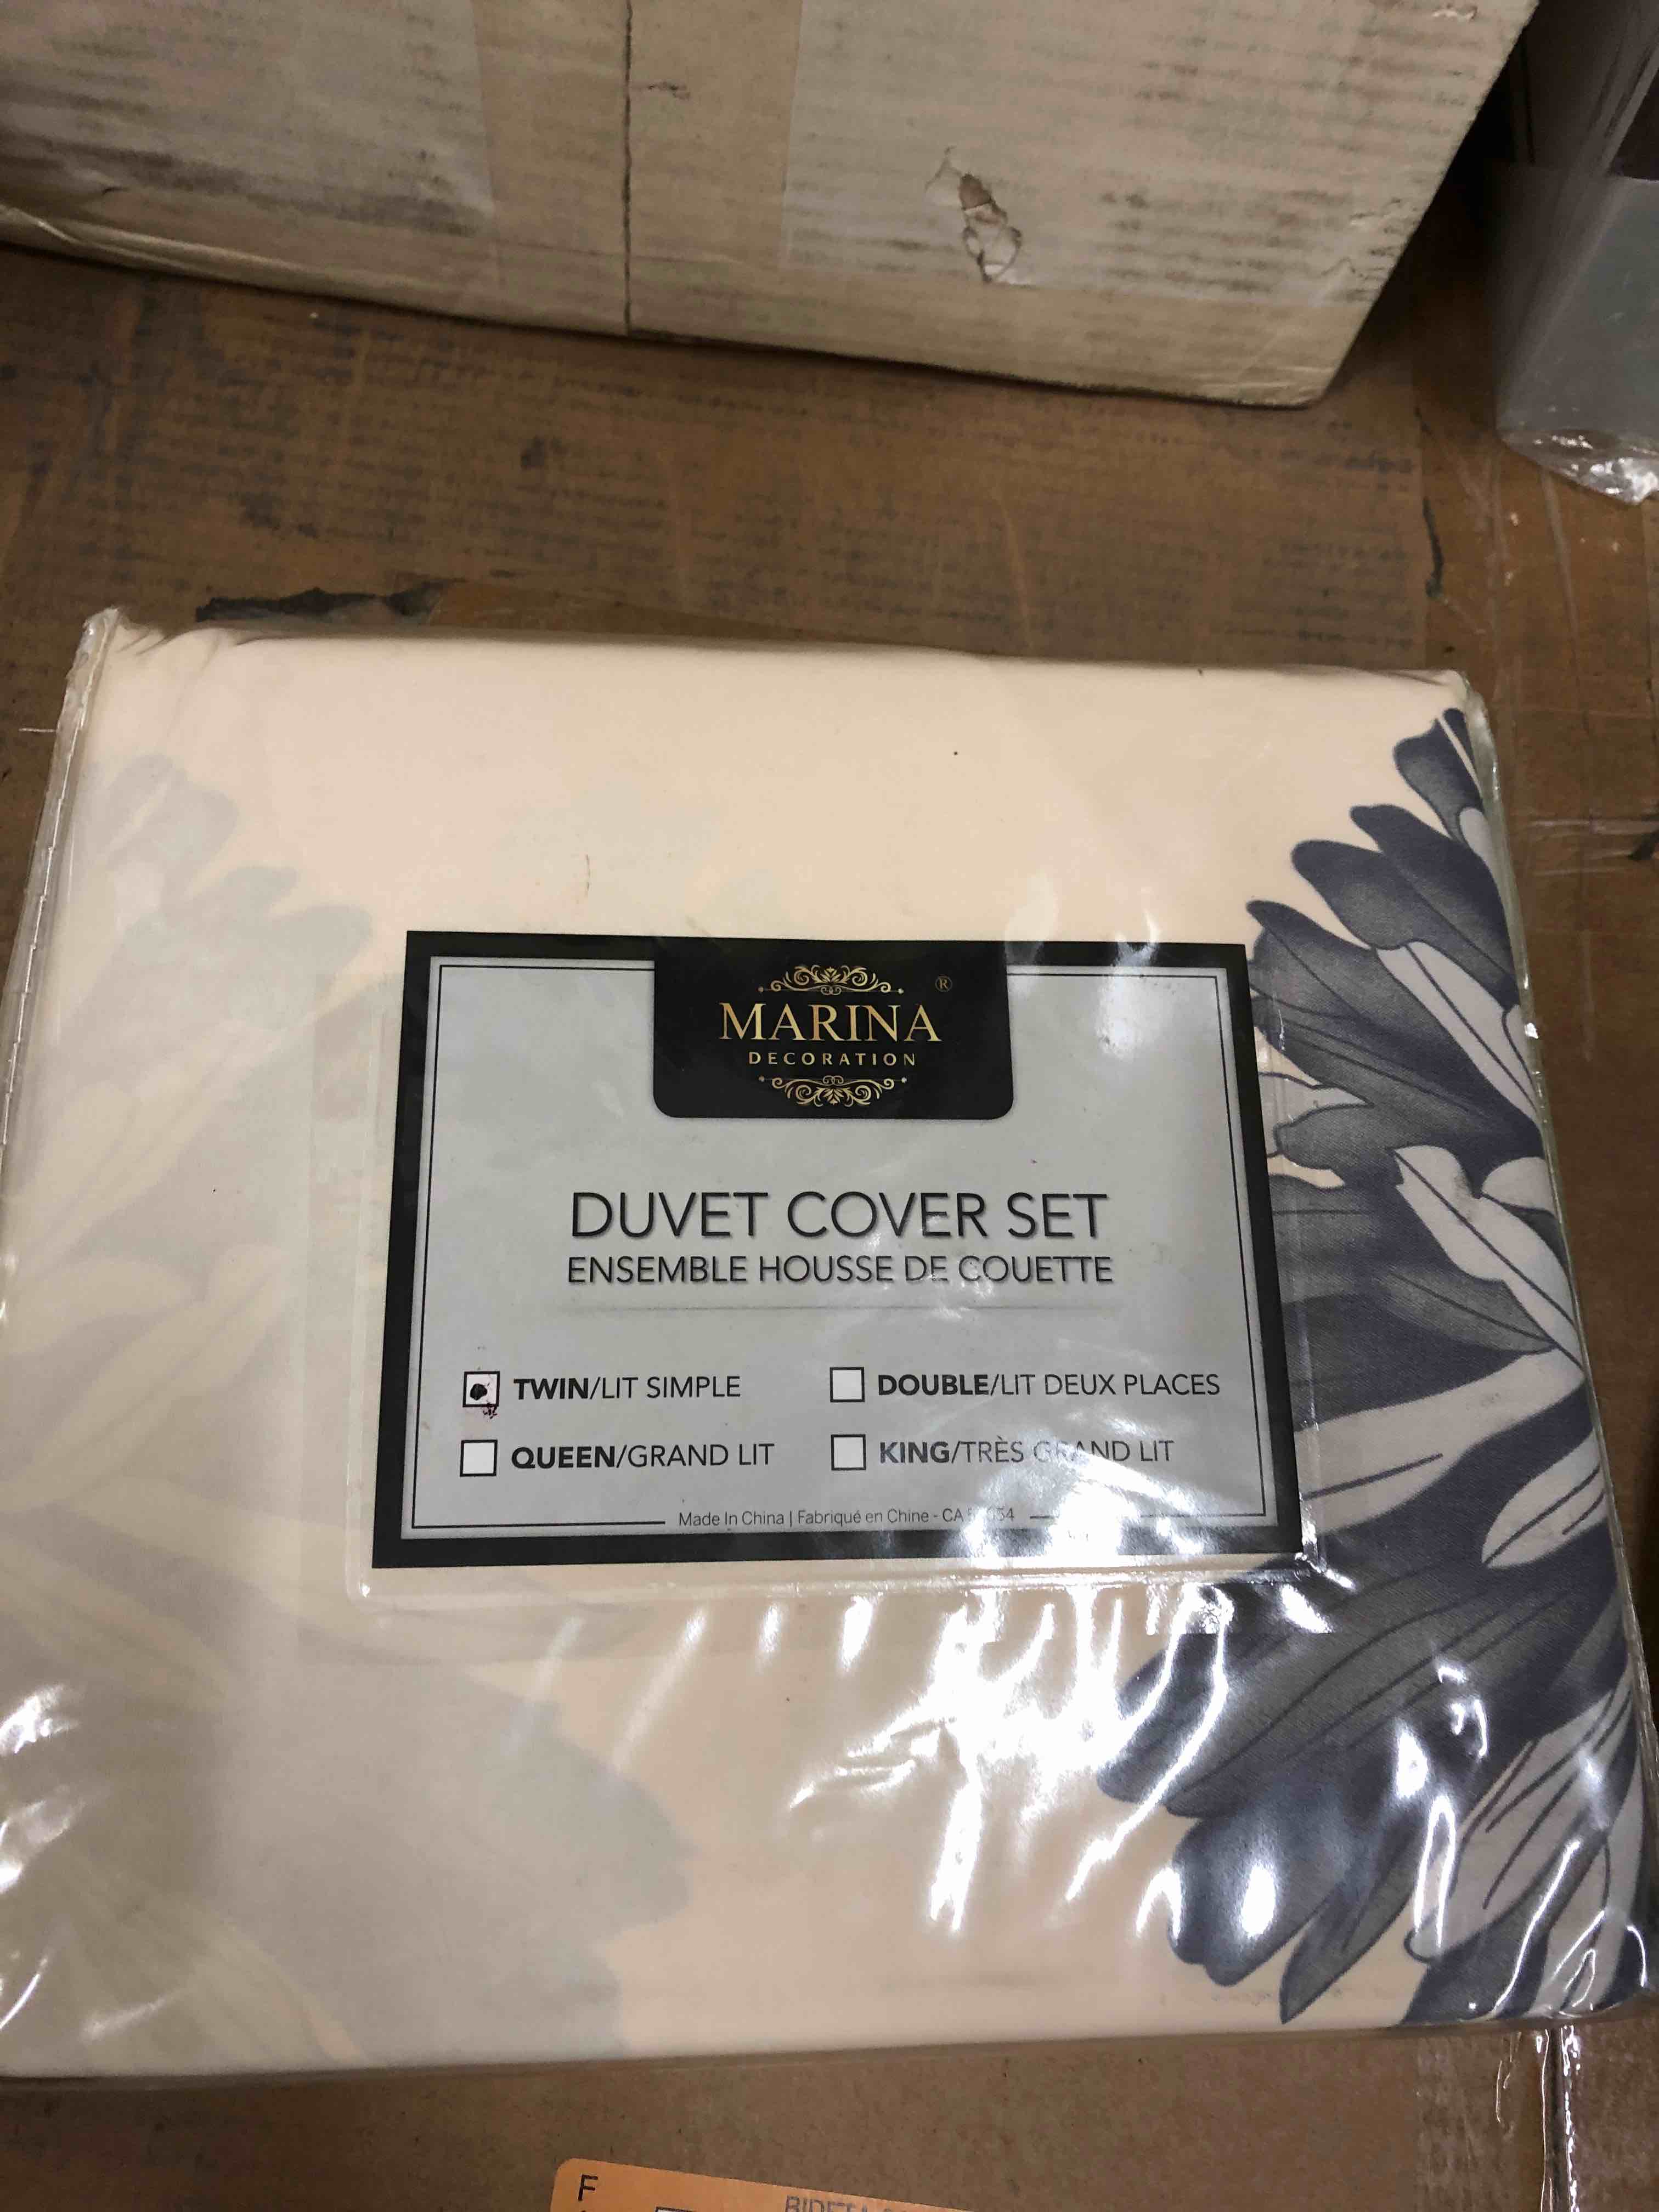 MARINA ®
DECORATION
DUVET COVER SET
ENSEMBLE HOUSSE DE COUETTE
TWIN/LIT SIMPLE
DOUBLE/LIT DEUX PLACES
QUEEN/GRAND LIT
KING/TRÈS GRAND LIT
Made In China | Fabriqué en Chine - CA
F